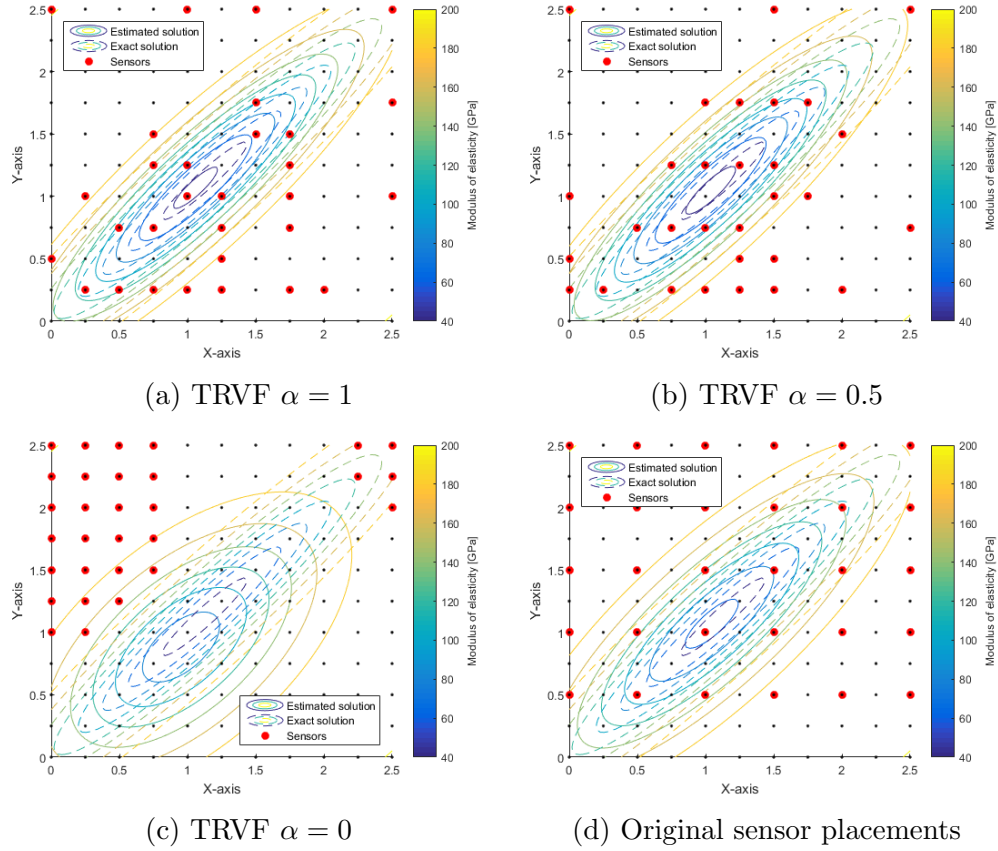 2.5
2
1.5
1
0.5
0
0 0.5 1 1.5 2 2.5
Y-axis
X-axis
Estimated solution
Exact solution
Sensors
200
180
160
140
120
100
80
60
40
Modulus of elasticity [GPa]
2.5
2
1.5
1
0.5
0
0 0.5 1 1.5 2 2.5
Y-axis
X-axis
Estimated solution
Exact solution
Sensors
200
180
160
140
120
100
80
60
40
Modulus of elasticity [GPa]
(a) TRVF α = 1
(b) TRVF α = 0.5
2.5
2
1.5
1
0.5
0
0 0.5 1 1.5 2 2.5
Y-axis
X-axis
Estimated solution
Exact solution
Sensors
200
180
160
140
120
100
80
60
40
Modulus of elasticity [GPa]
2.5
2
1.5
1
0.5
0
0 0.5 1 1.5 2 2.5
Y-axis
X-axis
Estimated solution
Exact solution
Sensors
200
180
160
140
120
100
80
60
40
Modulus of elasticity [GPa]
(c) TRVF α = 0
(d) Original sensor placements